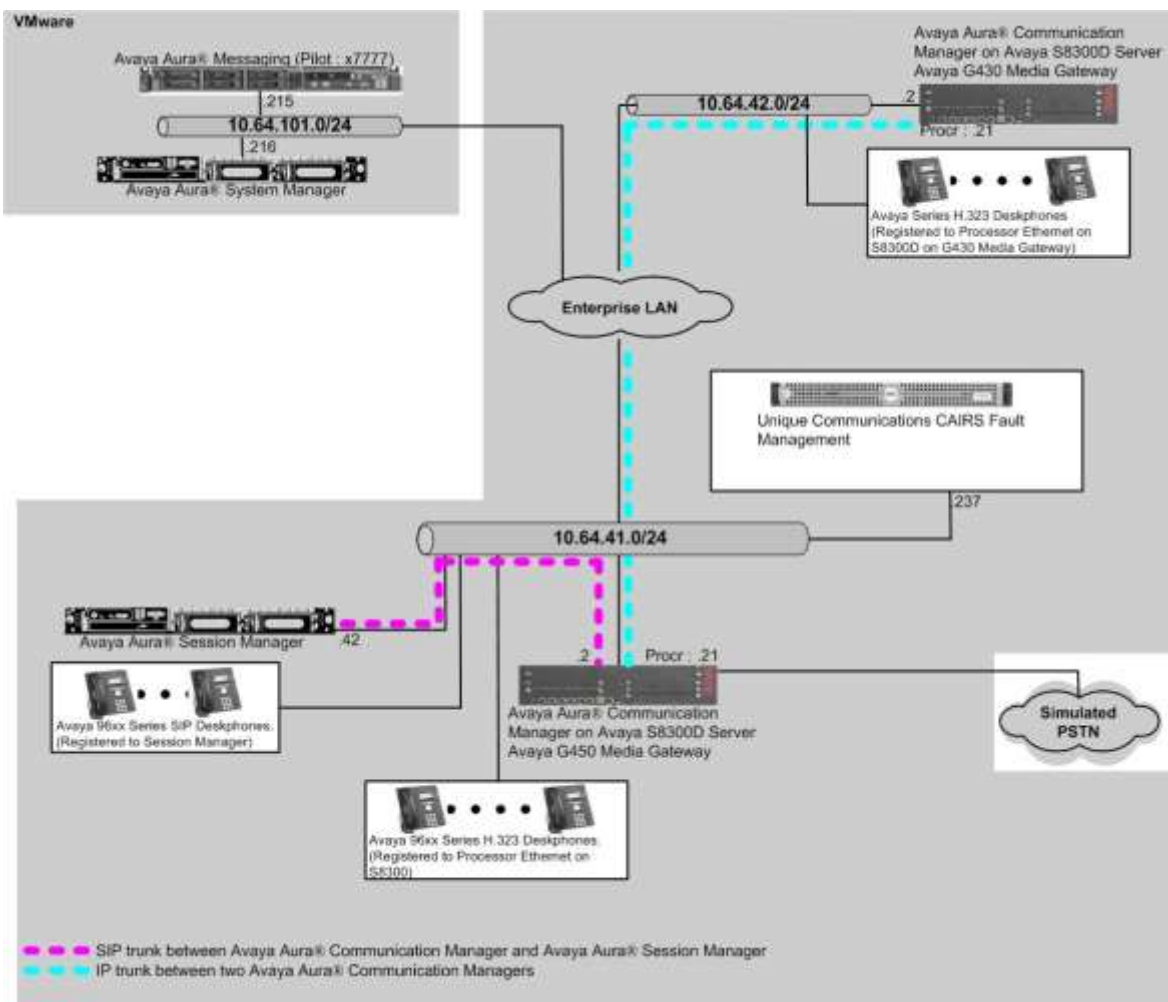 VMware
Avaya Aura® Messaging (Pilot : x7777)
.215
10.64.101.0/24
.216
Avaya Aura® System Manager
Avaya Aura® Communication
Manager on Avaya S8300D Server
Avaya G430 Media Gateway
10.64.42.0/24
.2
Procr : .21
Avaya Series H.323 Deskphones
(Registered to Processor Ethernet on
S8300D on G430 Media Gateway)
Enterprise LAN
Unique Communications CAIRS Fault
Management
.237
10.64.41.0/24
Avaya Aura® Session Manager
.42
.2
Procr : .21
Avaya 96xx Series SIP Deskphones.
(Registered to Session Manager)
Avaya Aura® Communication
Manager on Avaya S8300D Server
Avaya G450 Media Gateway
Simulated
PSTN
Avaya 96xx Series H.323 Deskphones.
(Registered to Processor Ethernet on
S8300)
SIP trunk between Avaya Aura® Communication Manager and Avaya Aura® Session Manager
IP trunk between two Avaya Aura® Communication Managers